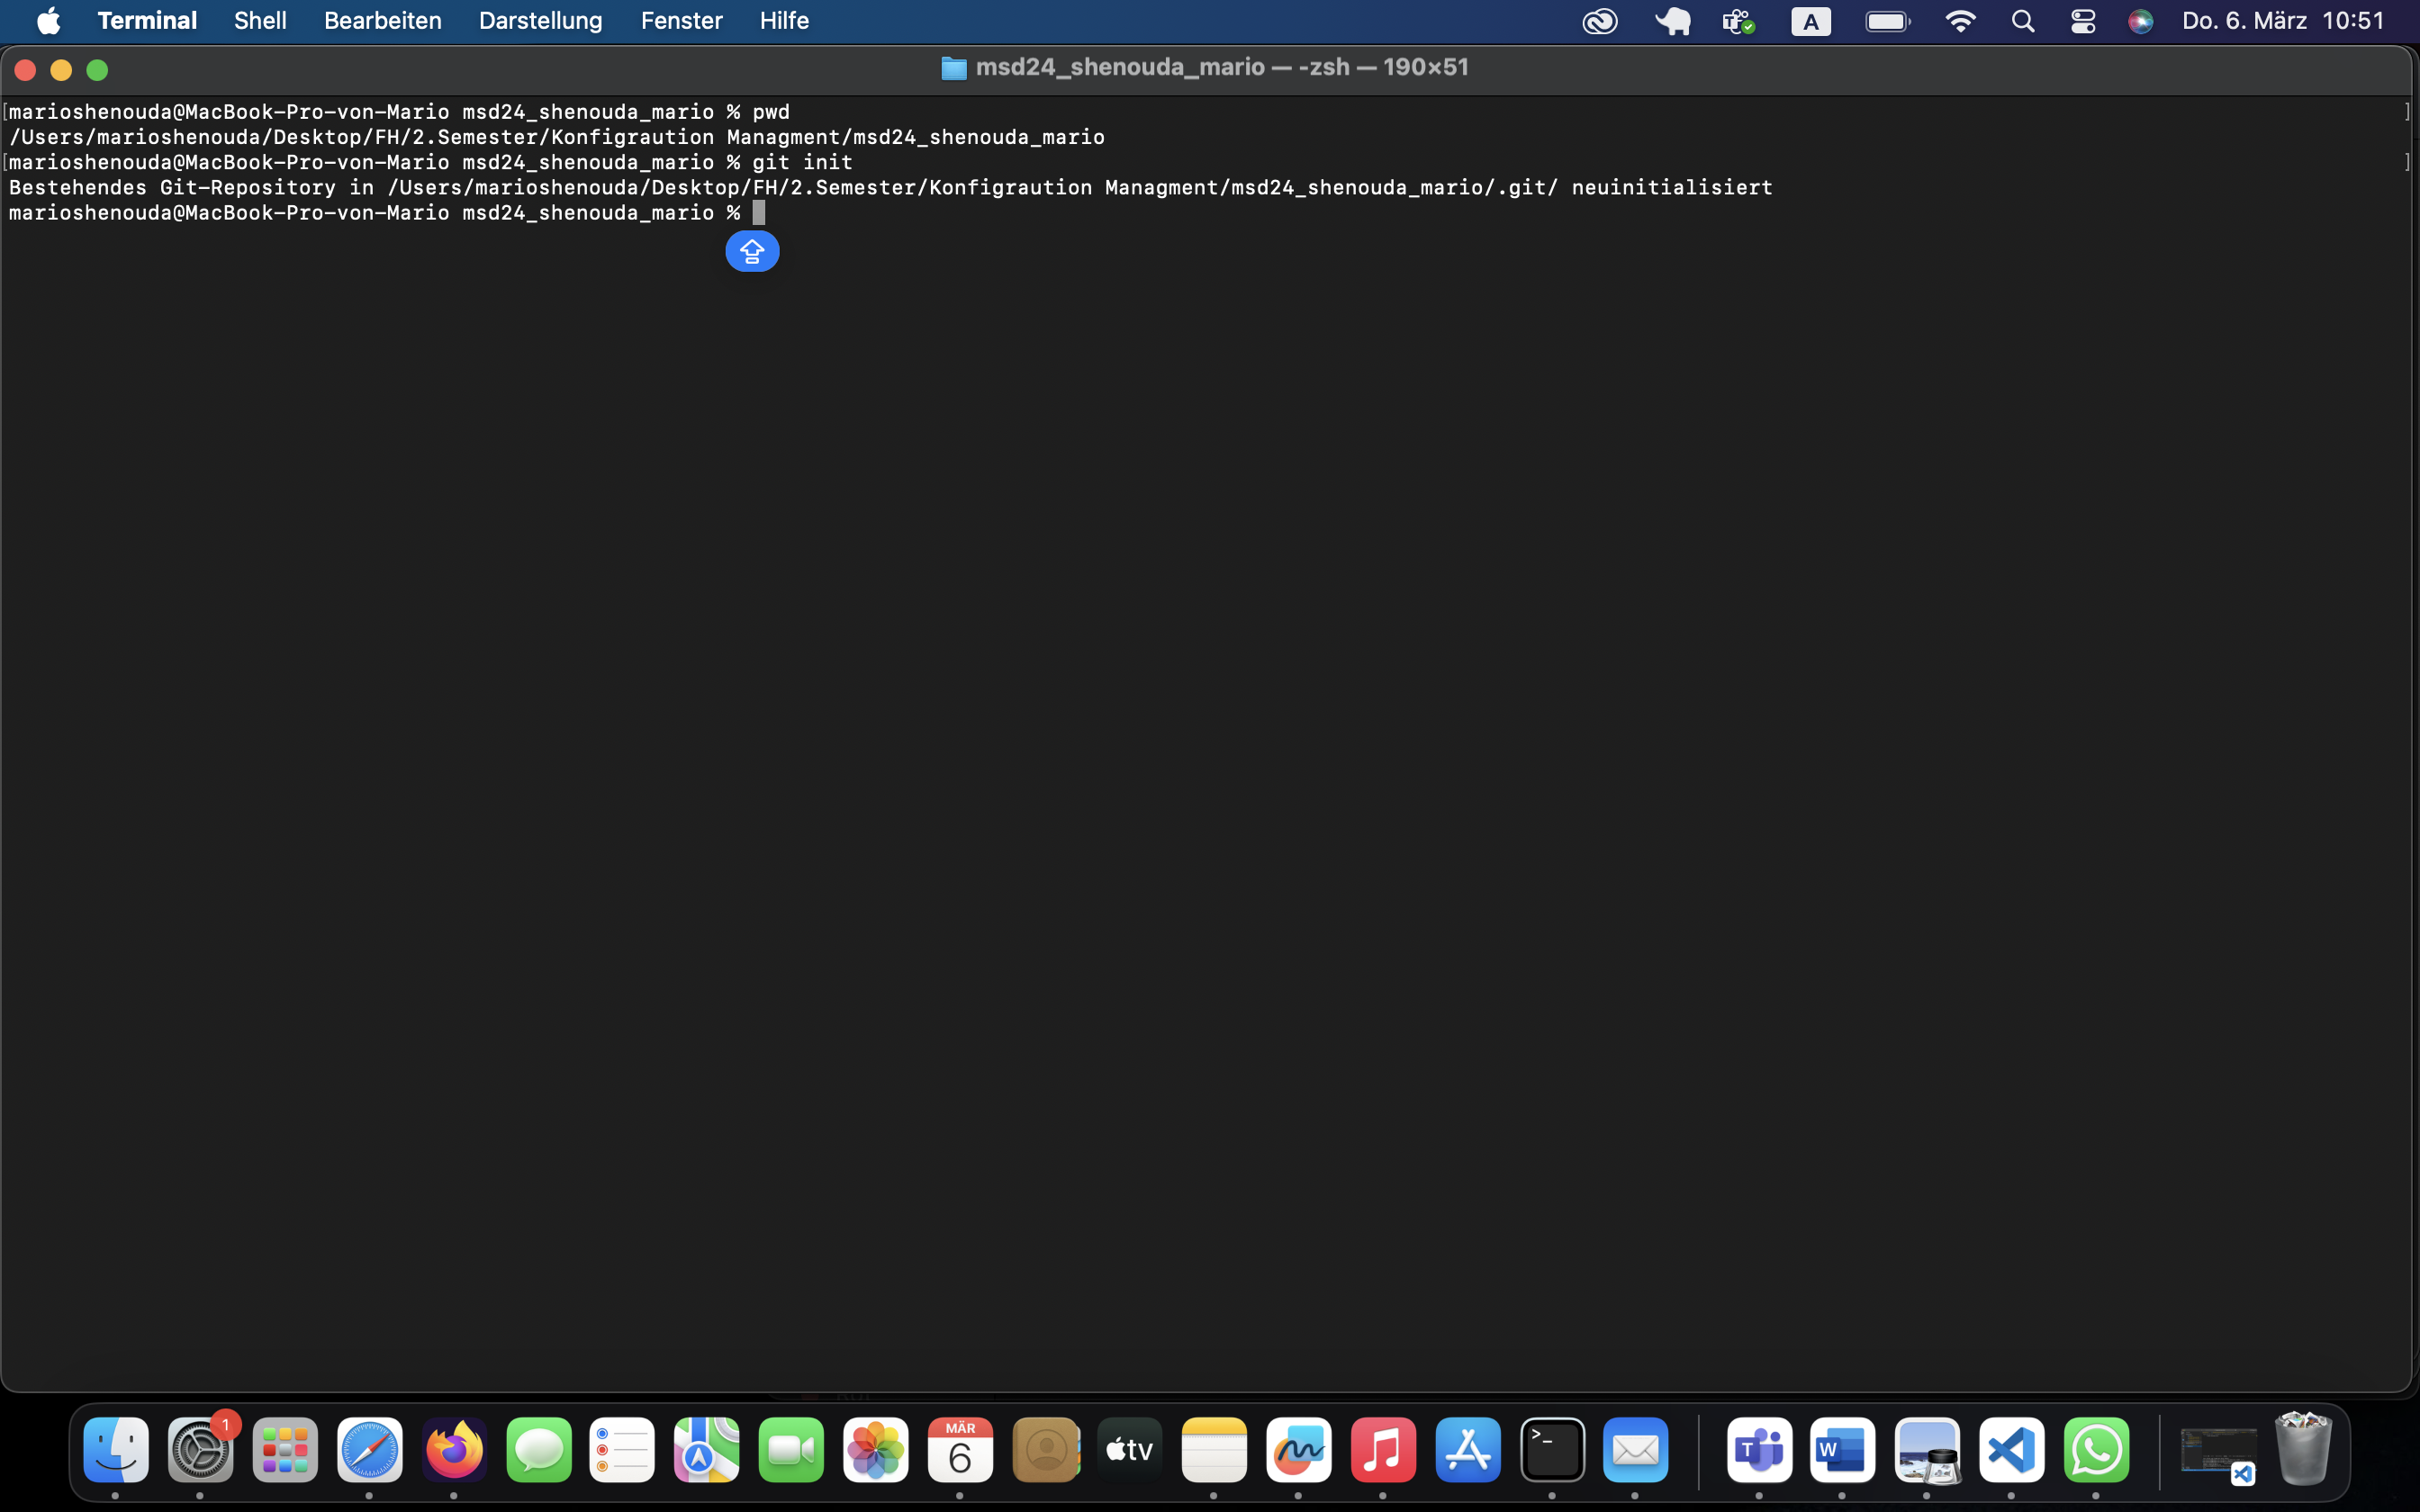 Terminal Shell Bearbeiten Darstellung Fenster Hilfe A Do. 6. März 10:51
msd24_shenouda_mario — -zsh — 190×51
[marioshenouda@MacBook-Pro-von-Mario msd24_shenouda_mario % pwd ]
/Users/marioshenouda/Desktop/FH/2.Semester/Konfigraution Managment/msd24_shenouda_mario
[marioshenouda@MacBook-Pro-von-Mario msd24_shenouda_mario % git init ]
Bestehendes Git-Repository in /Users/marioshenouda/Desktop/FH/2.Semester/Konfigraution Managment/msd24_shenouda_mario/.git/ neuinitialisiert
marioshenouda@MacBook-Pro-von-Mario msd24_shenouda_mario %
1
MÄR
6
tv
>_
T
W